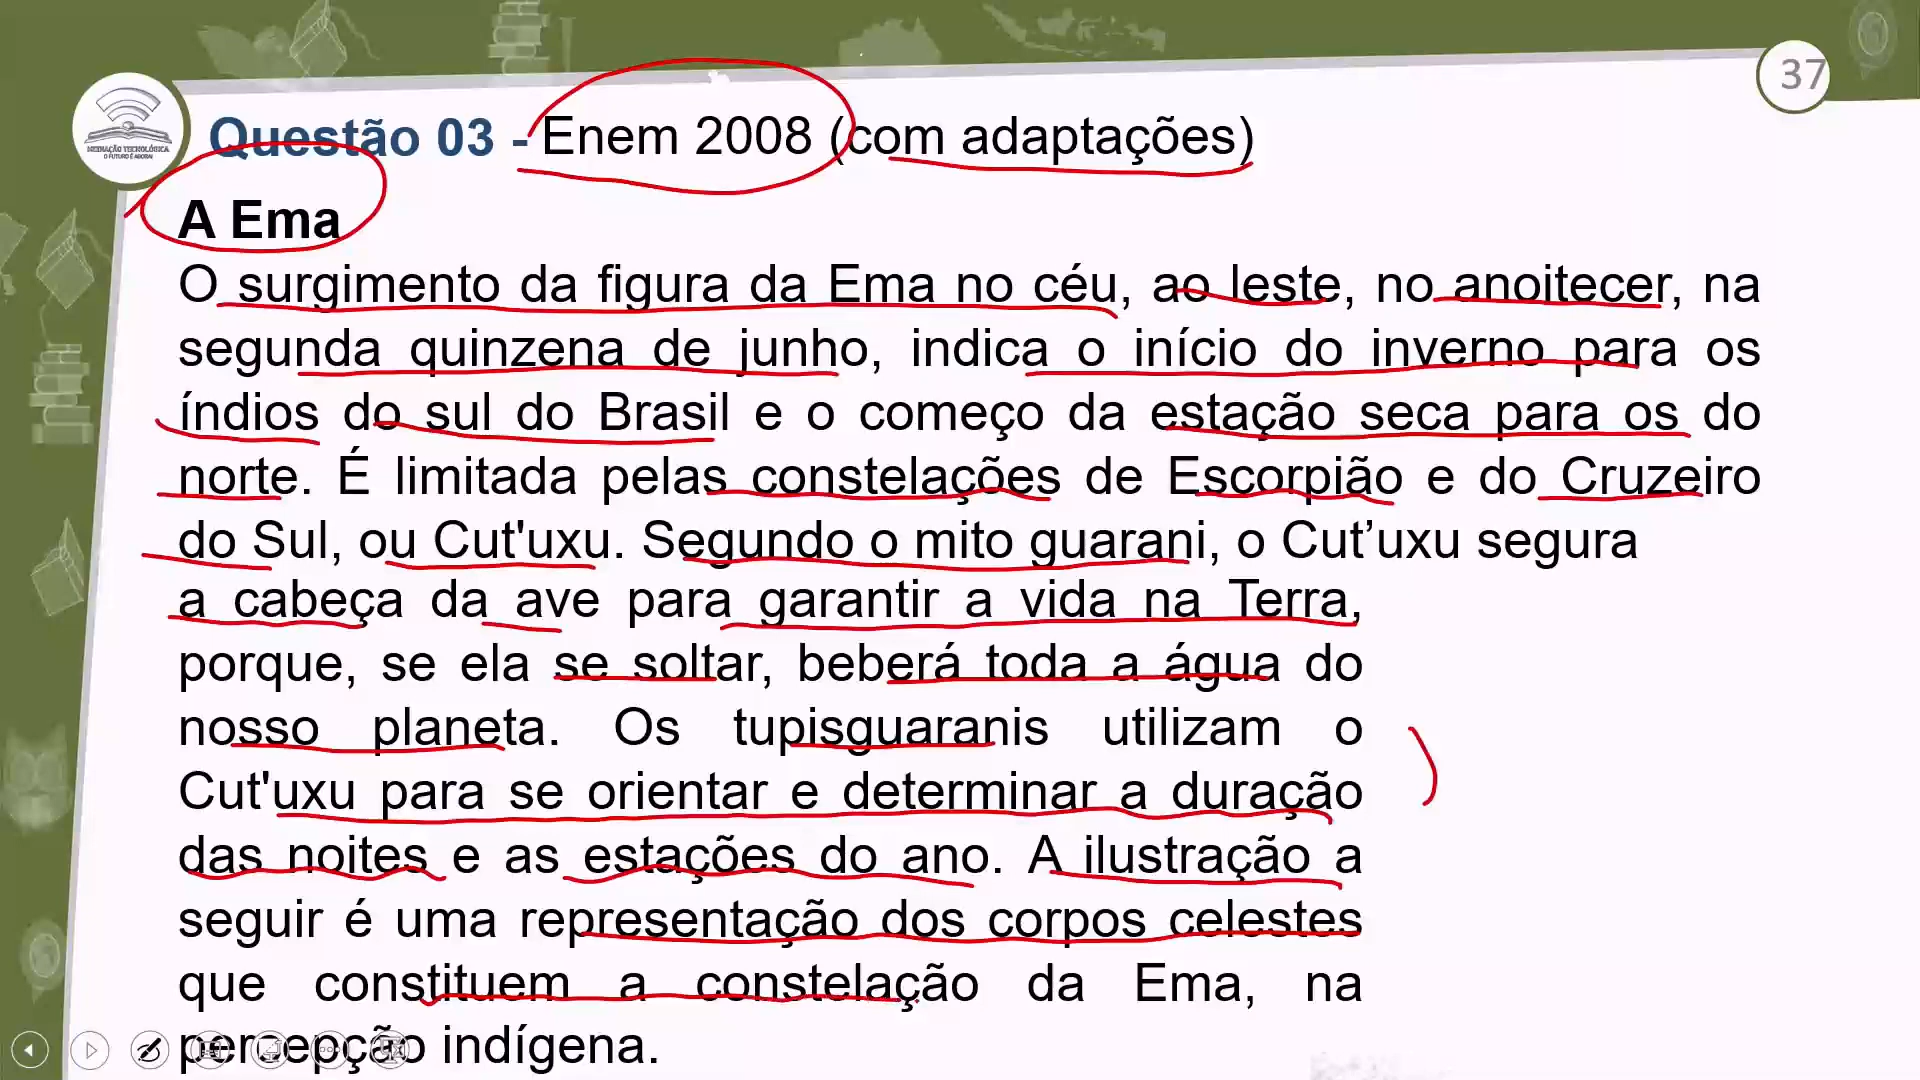 37
MEDIAÇÃO TECNOLÓGICA
O FUTURO É AGORA!
Questão 03 - Enem 2008 (com adaptações)
A Ema
O surgimento da figura da Ema no céu, ao leste, no anoitecer, na
segunda quinzena de junho, indica o início do inverno para os
índios do sul do Brasil e o começo da estação seca para os do
norte. É limitada pelas constelações de Escorpião e do Cruzeiro
do Sul, ou Cut'uxu. Segundo o mito guarani, o Cut’uxu segura
a cabeça da ave para garantir a vida na Terra,
porque, se ela se soltar, beberá toda a água do
nosso planeta. Os tupisguaranis utilizam o
Cut'uxu para se orientar e determinar a duração
das noites e as estações do ano. A ilustração a
seguir é uma representação dos corpos celestes
que constituem a constelação da Ema, na
percepção indígena.